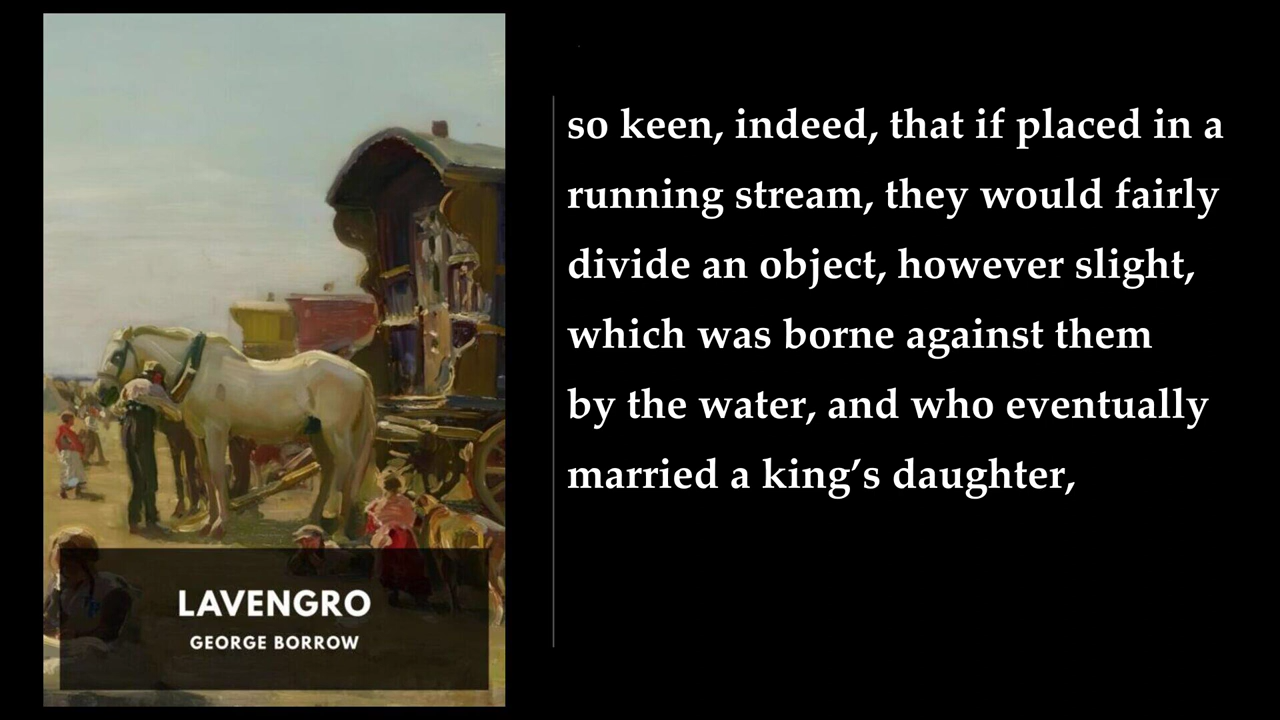 LAVENGRO
GEORGE BORROW
so keen, indeed, that if placed in a
running stream, they would fairly
divide an object, however slight,
which was borne against them
by the water, and who eventually
married a king’s daughter,